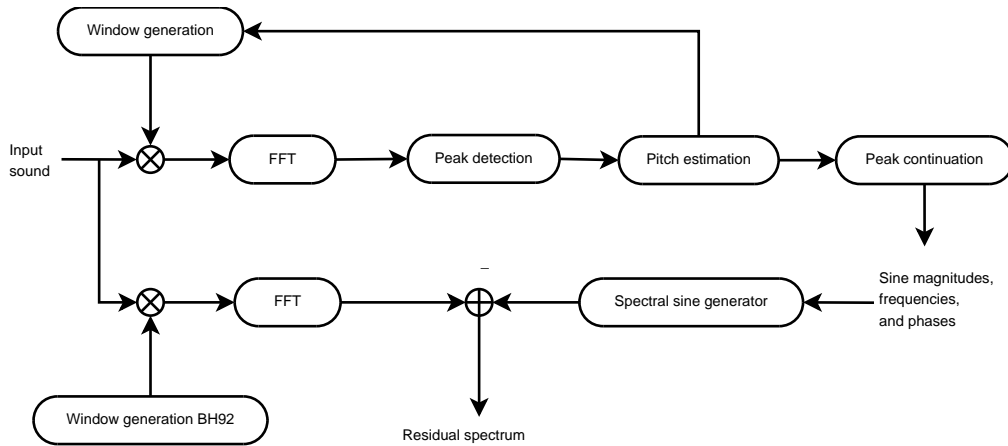 Window generation
Input
sound
FFT
Peak detection
Pitch estimation
Peak continuation
–
FFT
Spectral sine generator
Sine magnitudes,
frequencies,
and phases
Window generation BH92
Residual spectrum